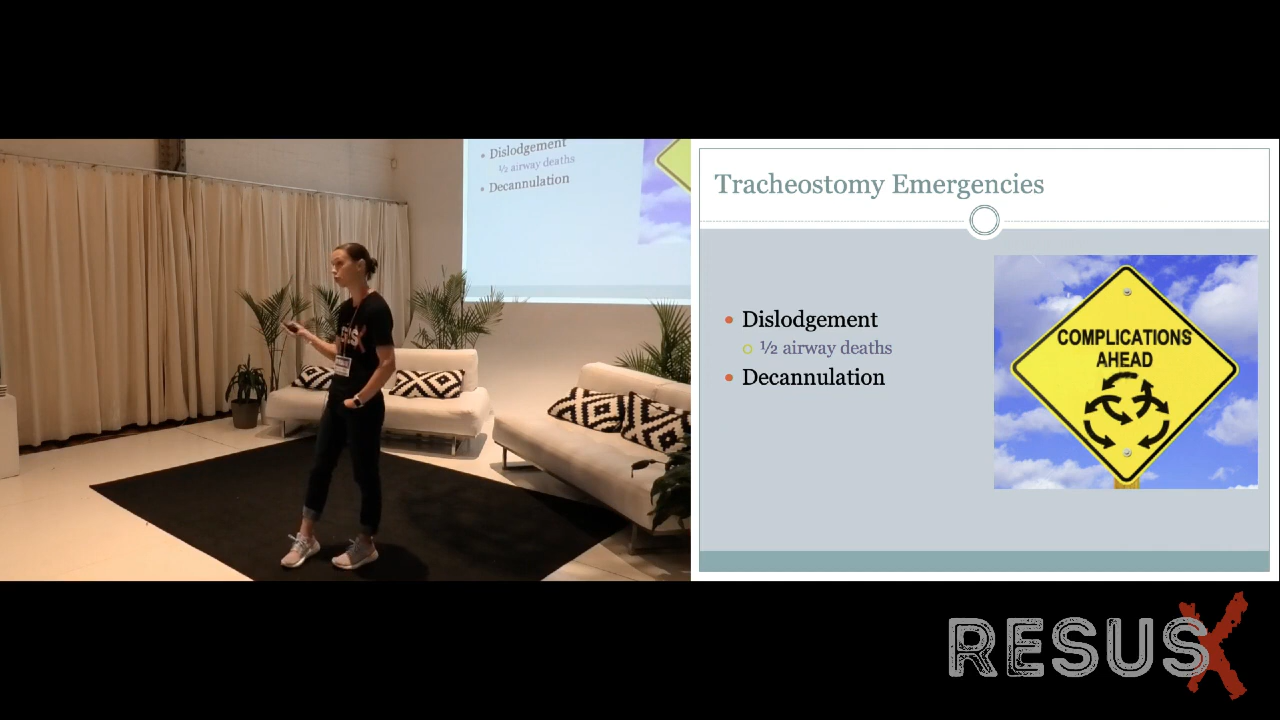 Dislodgement
½ airway deaths
Decannulation
Tracheostomy Emergencies
Dislodgement
½ airway deaths
Decannulation
COMPLICATIONS
AHEAD
RESUSX